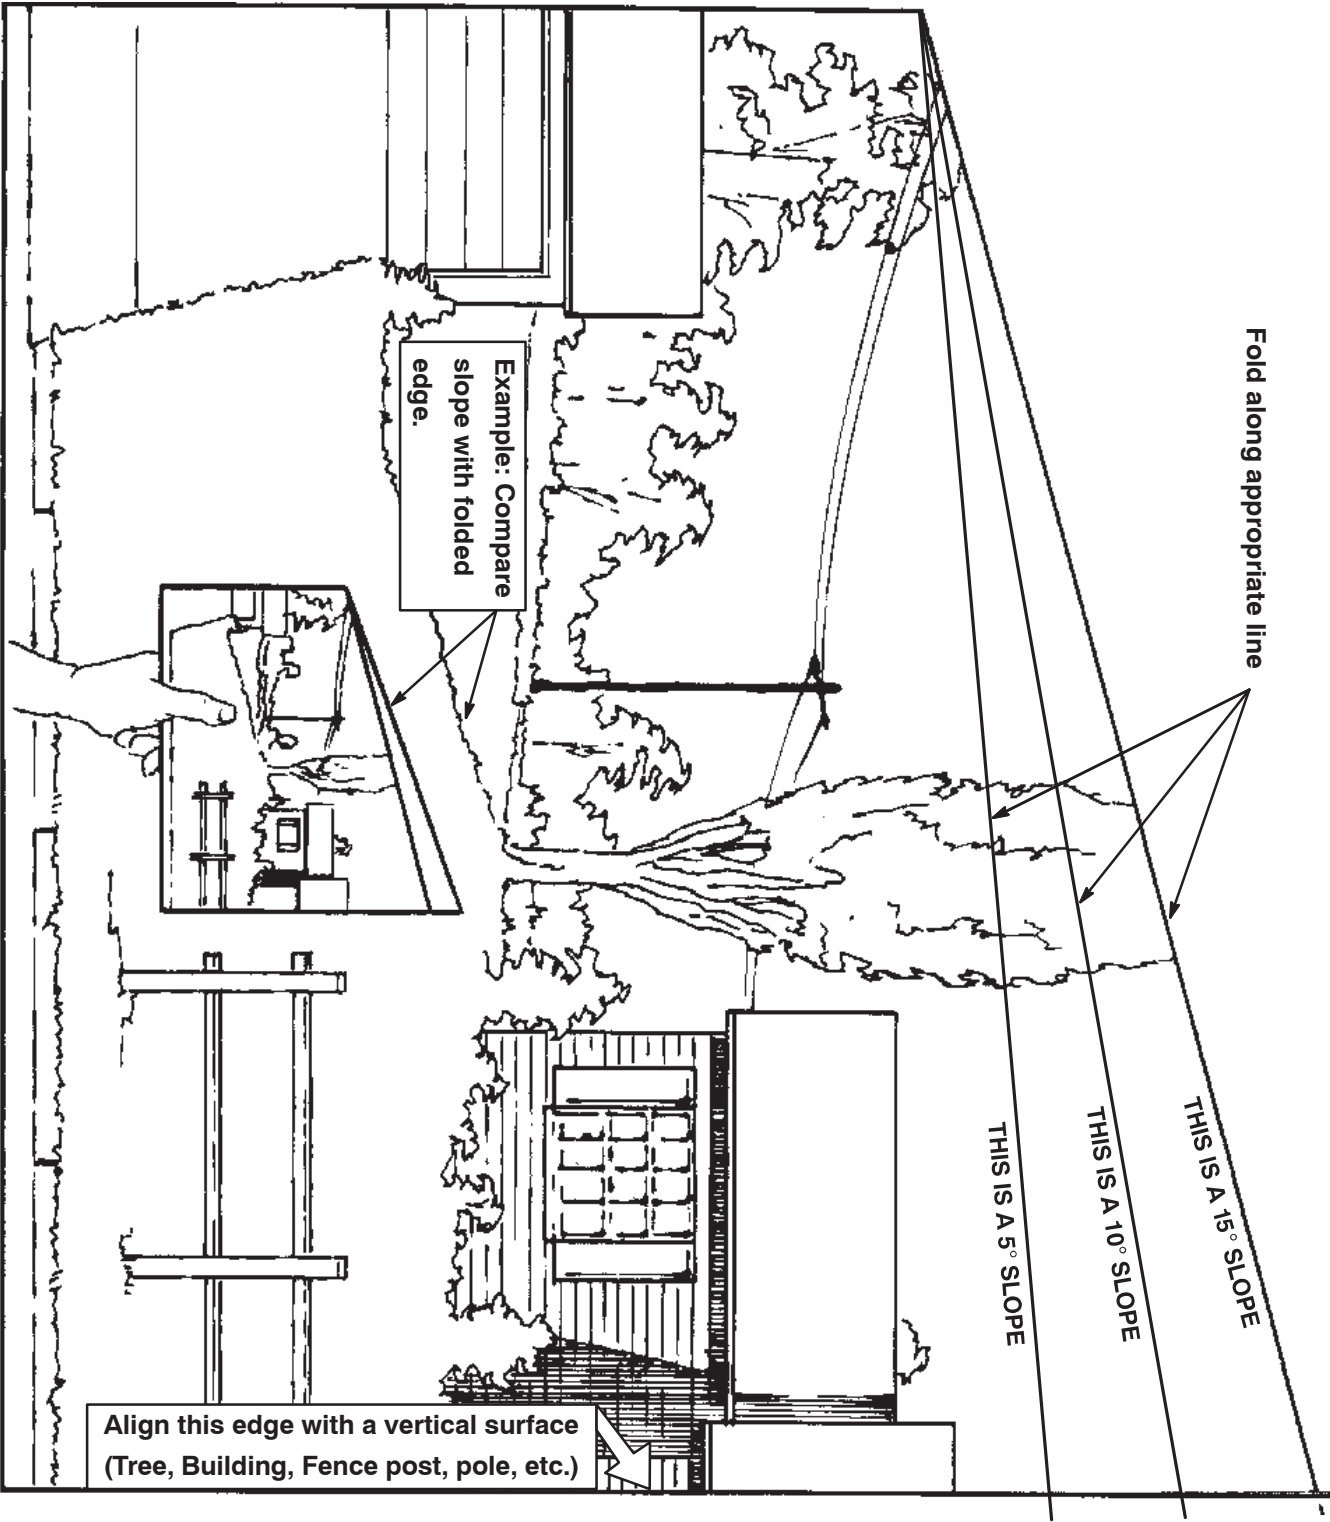 Fold along appropriate line
THIS IS A 15° SLOPE
THIS IS A 10° SLOPE
THIS IS A 5° SLOPE
Example: Compare
slope with folded
edge.
Align this edge with a vertical surface
(Tree, Building, Fence post, pole, etc.)